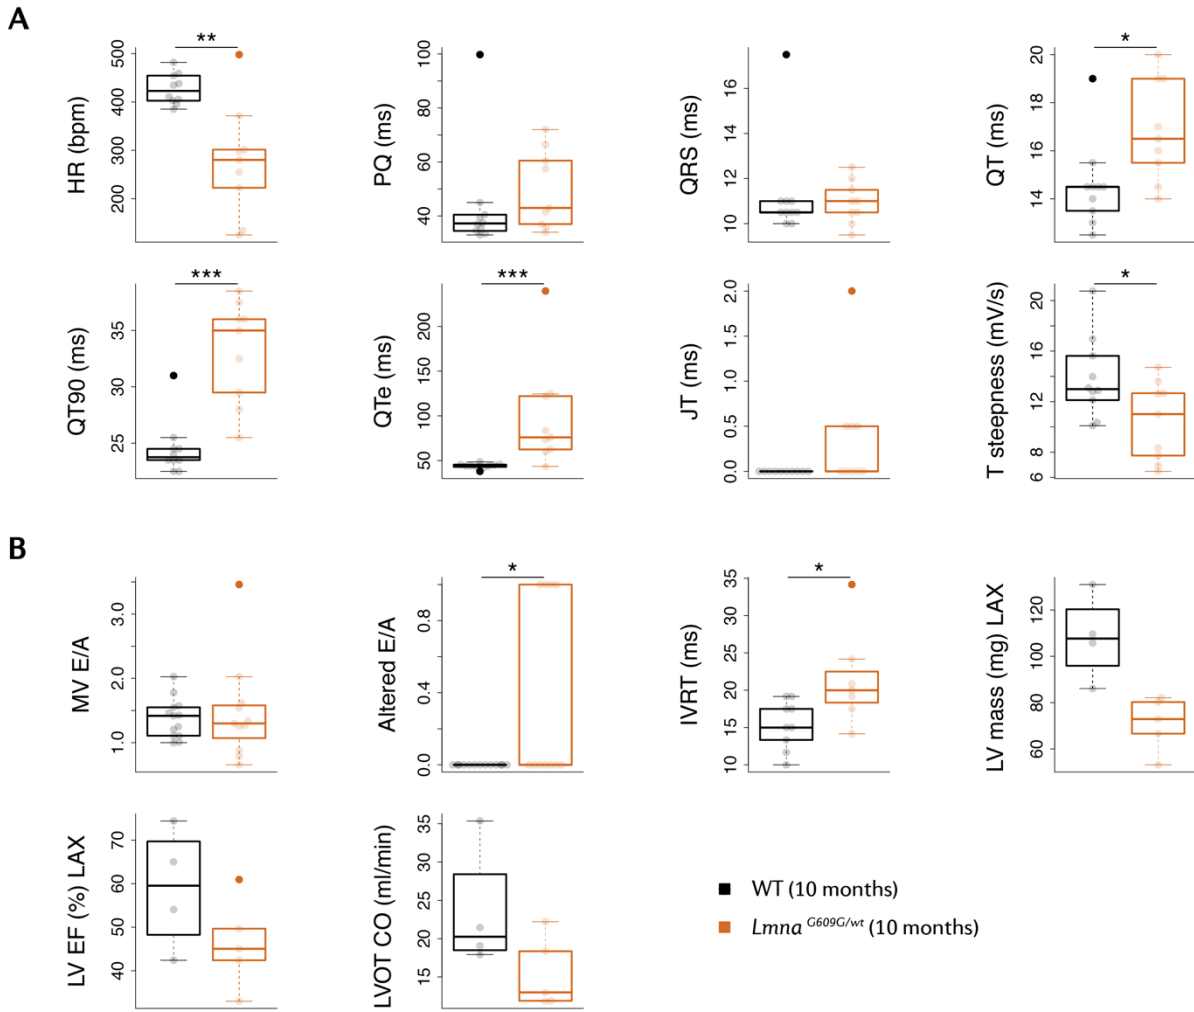 A
HR (bpm)
200 300 400 500
**
PQ (ms)
40 60 80 100
QRS (ms)
10 11 12 14 16
QT (ms)
14 16 18 20
*
QT90 (ms)
25 30 35
***
QTe (ms)
50 100 150 200
***
JT (ms)
0.0 0.5 1.0 1.5 2.0
T steepness (mV/s)
6 8 12 16 20
*
B
MV E/A
1.0 2.0 3.0
Altered E/A
0.0 0.4 0.8
*
IVRT (ms)
10 15 20 25 30 35
*
LV mass (mg) LAX
60 80 100 120
LV EF (%) LAX
40 50 60 70
LVOT CO (ml/min)
15 20 25 30 35
WT (10 months)
Lmna G609G/wt (10 months)